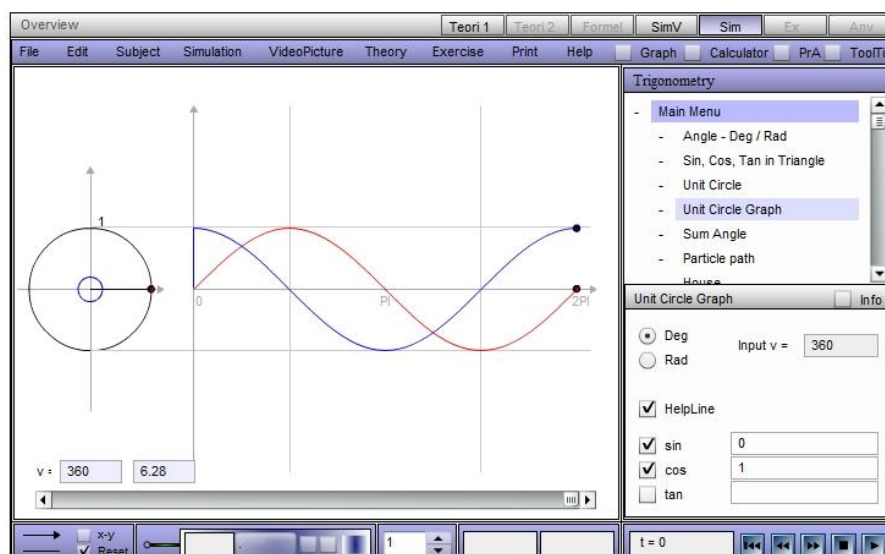 Overview Teori 1 Teori 2 Formel SimV Sim Ex Anv
File Edit Subject Simulation VideoPicture Theory Exercise Print Help Graph Calculator PrA ToolTi
Trigonometry
- Main Menu
- Angle - Deg / Rad
- Sin, Cos, Tan in Triangle
- Unit Circle
- Unit Circle Graph
- Sum Angle
- Particle path
House
1
0 PI 2PI
Unit Circle Graph Info
Deg
Input v = 360
Rad
HelpLine
sin 0
cos 1
tan
v = 360 6.28
x-y
Reset
1
t = 0